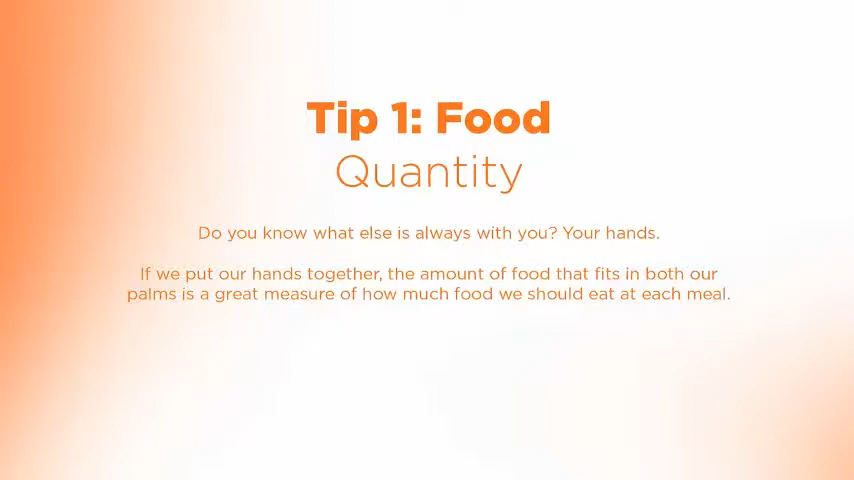 Tip 1: Food
Quantity
Do you know what else is always with you? Your hands.
If we put our hands together, the amount of food that fits in both our
palms is a great measure of how much food we should eat at each meal.